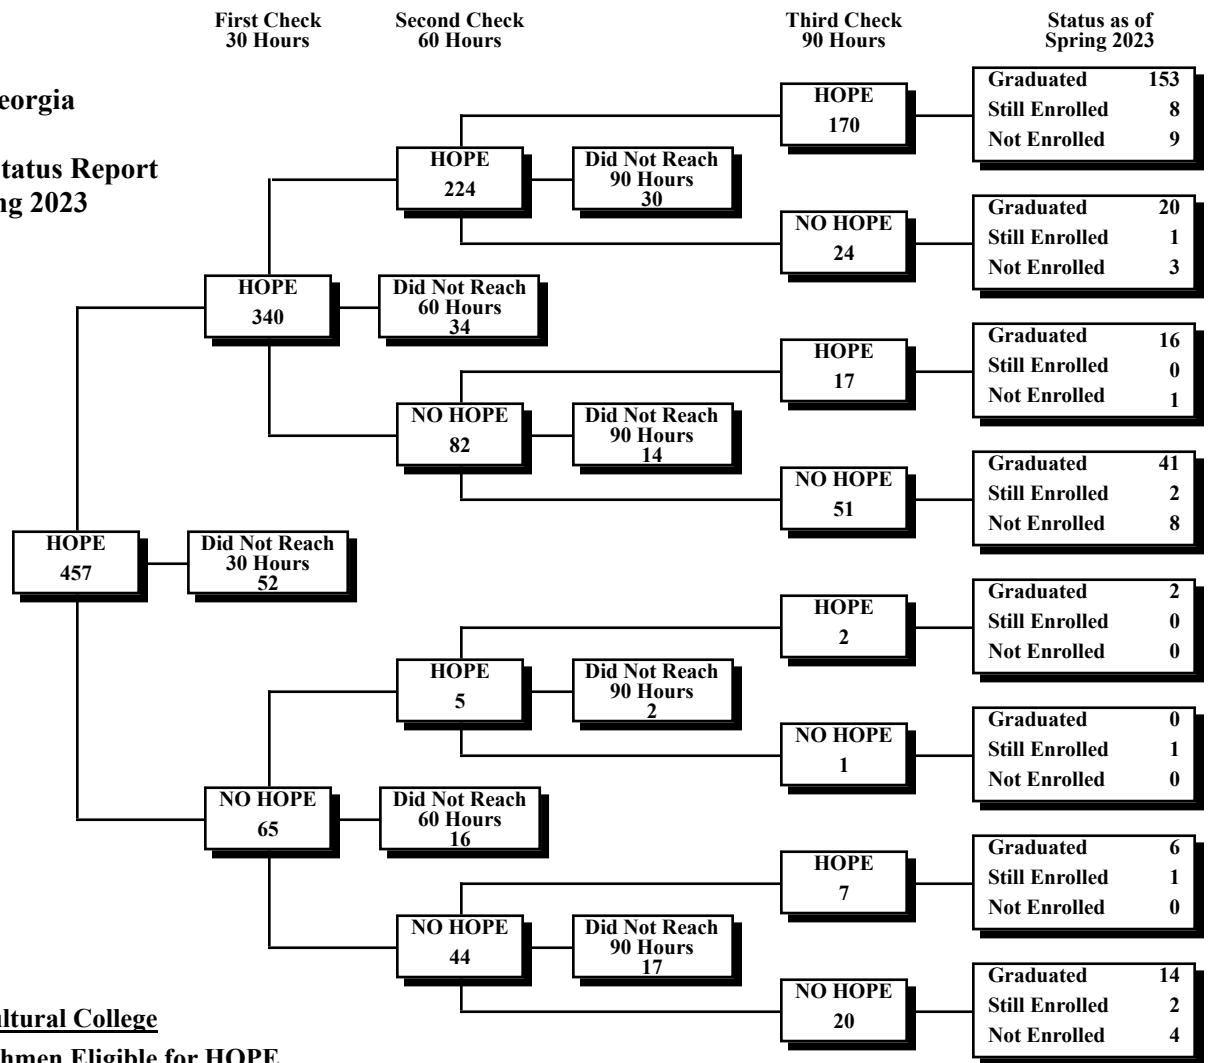 First Check
30 Hours
Second Check
60 Hours
Third Check
90 Hours
Status as of
Spring 2023
Status Report
2023
HOPE
170
Graduated 153
Still Enrolled 8
Not Enrolled 9
HOPE
224
Did Not Reach
90 Hours
30
NO HOPE
24
Graduated 20
Still Enrolled 1
Not Enrolled 3
HOPE
340
Did Not Reach
60 Hours
34
HOPE
17
Graduated 16
Still Enrolled 0
Not Enrolled 1
NO HOPE
82
Did Not Reach
90 Hours
14
NO HOPE
51
Graduated 41
Still Enrolled 2
Not Enrolled 8
HOPE
457
Did Not Reach
30 Hours
52
HOPE
2
Graduated 2
Still Enrolled 0
Not Enrolled 0
HOPE
5
Did Not Reach
90 Hours
2
NO HOPE
1
Graduated 0
Still Enrolled 1
Not Enrolled 0
NO HOPE
65
Did Not Reach
60 Hours
16
HOPE
7
Graduated 6
Still Enrolled 1
Not Enrolled 0
NO HOPE
44
Did Not Reach
90 Hours
17
NO HOPE
20
Graduated 14
Still Enrolled 2
Not Enrolled 4
College
Eligible for HOPE